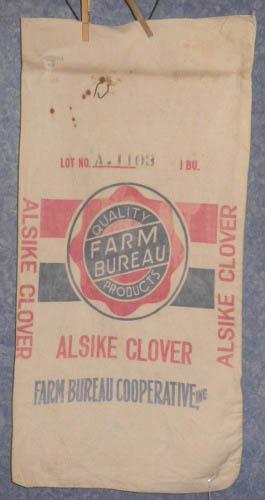 LOT NO. A.1103 1 BU.
QUALITY
FARM
BUREAU
PRODUCTS
ALSIKE CLOVER
ALSIKE CLOVER
ALSIKE CLOVER
FARM BUREAU COOPERATIVE, INC